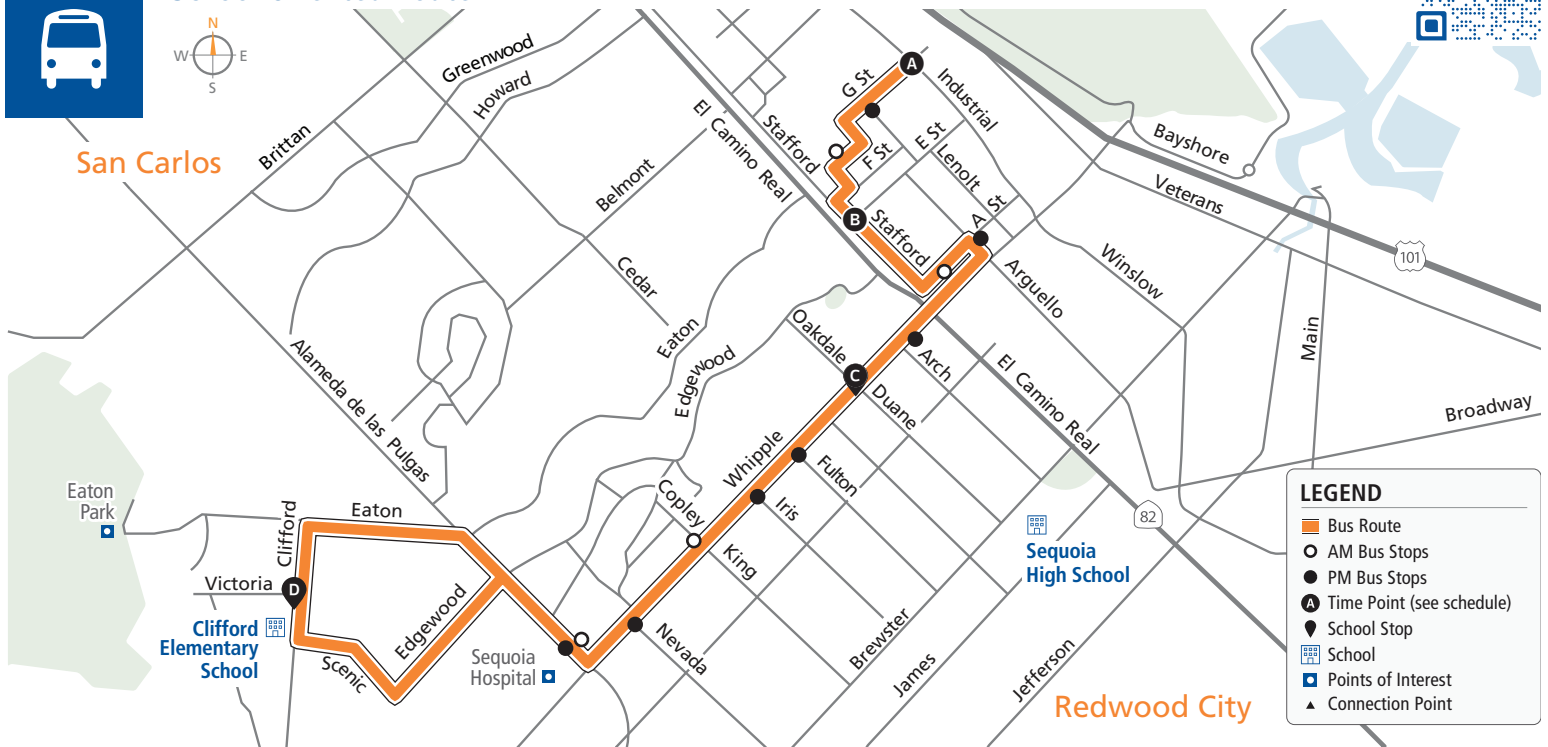 N
W
E
S
San Carlos
Greenwood
Howard
Brittan
Belmont
Cedar
Eaton
Edgewood
Alameda de las Pulgas
El Camino Real
Stafford
G St
Industrial
F St
E St
Lenolt
A St
Stafford
A
B
Bayshore
Veterans
101
Winslow
Arguello
Main
Broadway
Oakdale
C
Arch
Duane
El Camino Real
Whipple
Fulton
Iris
Copley
King
82
Sequoia
High School
Eaton
Park
Clifford
Eaton
Victoria
D
Clifford
Elementary
School
Scenic
Edgewood
Sequoia
Hospital
Nevada
Brewster
James
Jefferson
Redwood City
LEGEND
Bus Route
AM Bus Stops
PM Bus Stops
A Time Point (see schedule)
School Stop
School
Points of Interest
Connection Point